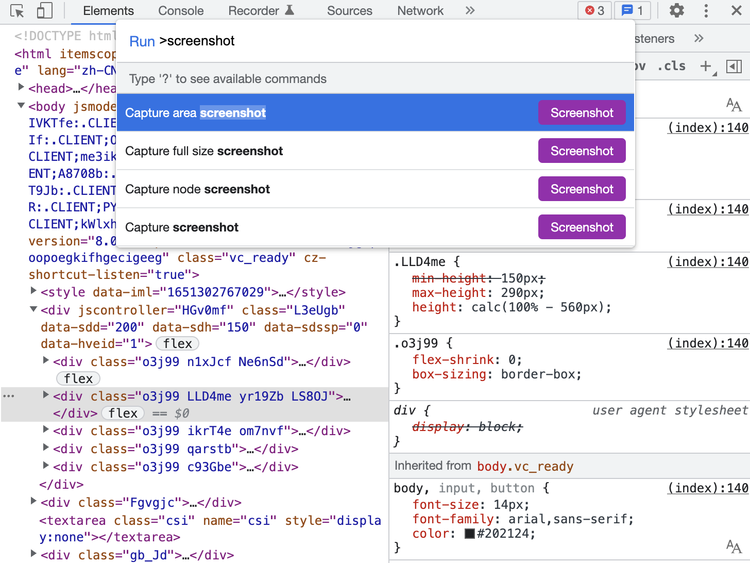 Elements Console Recorder Sources Network » 3 1
Run >screenshot
Type '?' to see available commands
Capture area screenshot Screenshot
Capture full size screenshot Screenshot
Capture node screenshot Screenshot
Capture screenshot Screenshot
<!DOCTYPE htm
<html itemscop
e" lang="zh-CN
<head>…</hea
<body jsmode
IVKTfe:.CLIENT
If:.CLIENT;O
CLIENT;me3ik
ENT;A8708b:.
T9Jb:.CLIENT
R:.CLIENT;PY
CLIENT;kWlxh
version="8.0
oopoegkifhgecigeeg" class="vc_ready" cz-
shortcut-listen="true">
<style data-iml="1651302767029">…</style>
<div jscontroller="HGv0mf" class="L3eUgb"
data-sdd="200" data-sdh="150" data-sdssp="0"
data-hveid="1"> flex
<div class="o3j99 n1xJcf Ne6nSd">…</div>
flex
<div class="o3j99 LLD4me yr19Zb LS8OJ">…
</div> flex == $0
<div class="o3j99 ikrT4e om7nvf">…</div>
<div class="o3j99 qarstb">…</div>
<div class="o3j99 c93Gbe">…</div>
</div>
<div class="Fgvgjc">…</div>
<textarea class="csi" name="csi" style="displa
y:none"></textarea>
<div class="gb_Jd">…</div>
steners »
ov .cls +
(index):140
(index):140
.LLD4me { (index):140
min-height: 150px;
max-height: 290px;
height: calc(100% - 560px);
}
.o3j99 { (index):140
flex-shrink: 0;
box-sizing: border-box;
}
div { user agent stylesheet
display: block;
}
Inherited from body.vc_ready
body, input, button { (index):140
font-size: 14px;
font-family: arial,sans-serif;
color: #202124;
}